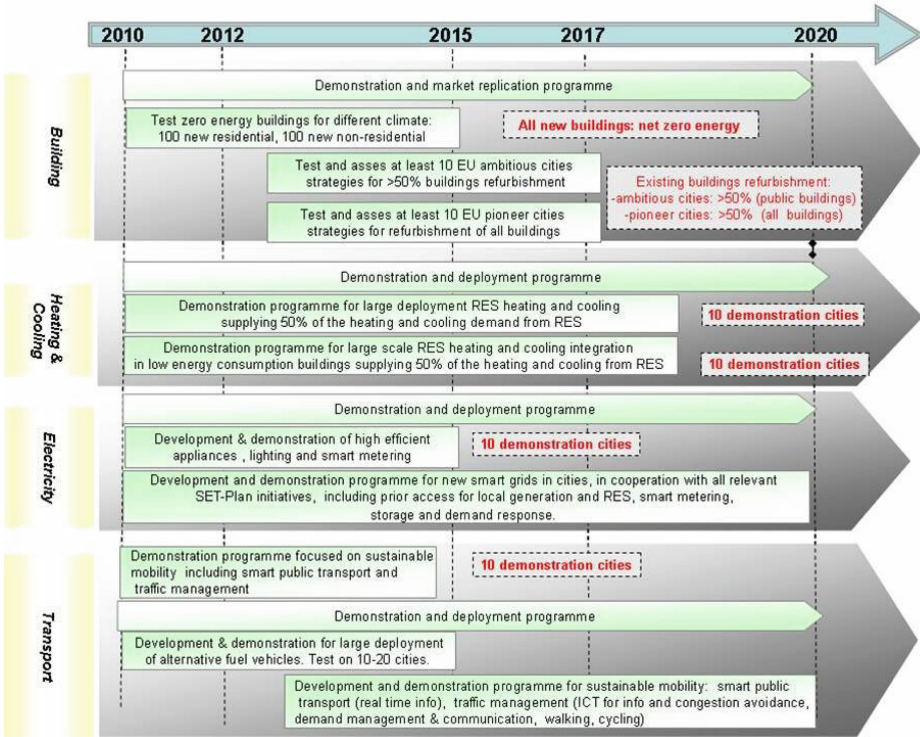 2010 2012 2015 2017 2020
Building
Demonstration and market replication programme
Test zero energy buildings for different climate:
100 new residential, 100 new non-residential
All new buildings: net zero energy
Test and asses at least 10 EU ambitious cities
strategies for >50% buildings refurbishment
Existing buildings refurbishment:
-ambitious cities: >50% (public buildings)
-pioneer cities: >50% (all buildings)
Test and asses at least 10 EU pioneer cities
strategies for refurbishment of all buildings
Heating &
Cooling
Demonstration and deployment programme
Demonstration programme for large deployment RES heating and cooling
supplying 50% of the heating and cooling demand from RES
10 demonstration cities
Demonstration programme for large scale RES heating and cooling integration
in low energy consumption buildings supplying 50% of the heating and cooling from RES
10 demonstration cities
Electricity
Demonstration and deployment programme
Development & demonstration of high efficient
appliances , lighting and smart metering
10 demonstration cities
Development and demonstration programme for new smart grids in cities, in cooperation with all relevant
SET-Plan initiatives, including prior access for local generation and RES, smart metering,
storage and demand response.
Transport
Demonstration programme focused on sustainable
mobility including smart public transport and
traffic management
10 demonstration cities
Demonstration and deployment programme
Development & demonstration for large deployment
of alternative fuel vehicles. Test on 10-20 cities.
Development and demonstration programme for sustainable mobility: smart public
transport (real time info), traffic management (ICT for info and congestion avoidance,
demand management & communication, walking, cycling)